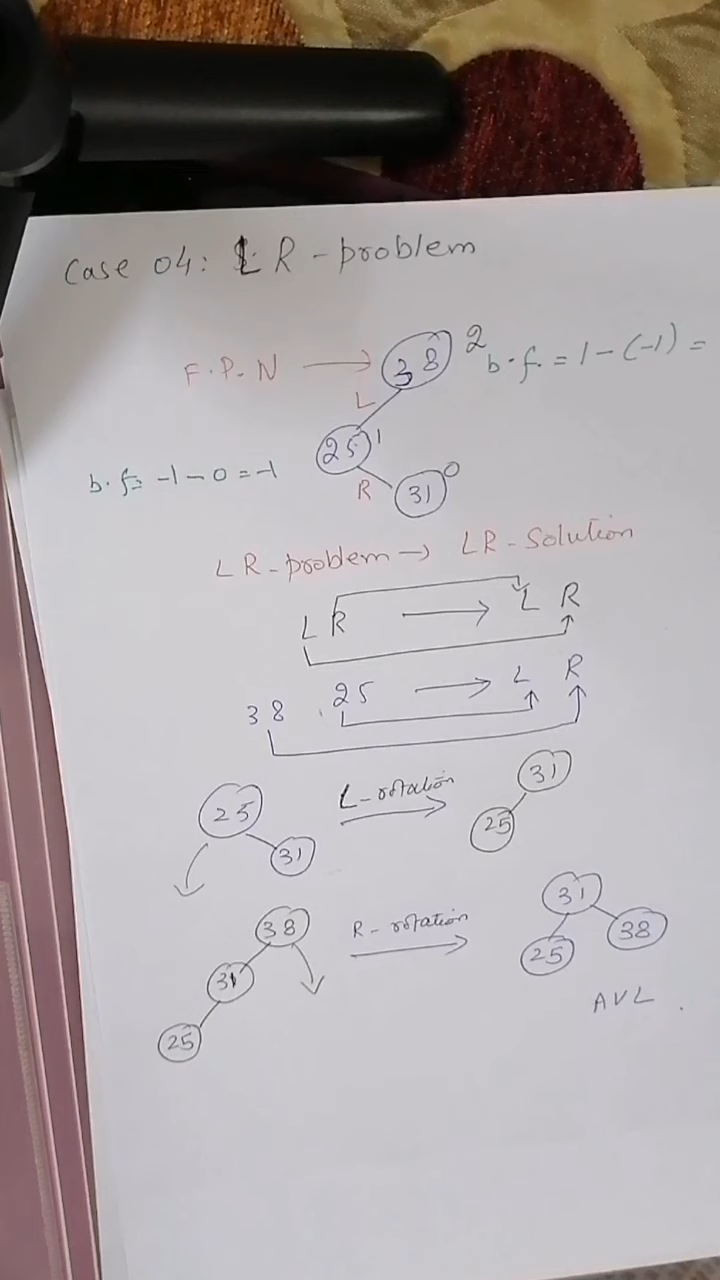 Case 04: LR - problem
F.P.N → 38 2 b.f. = 1 - (-1) =
L
25 1
b.f = -1 - 0 = -1
R 31 0
LR - problem → LR - Solution
L R → L R
38 25 → L R
25 31 L - rotation 31 25
38 31 25 R - rotation 31 25 38
AVL .